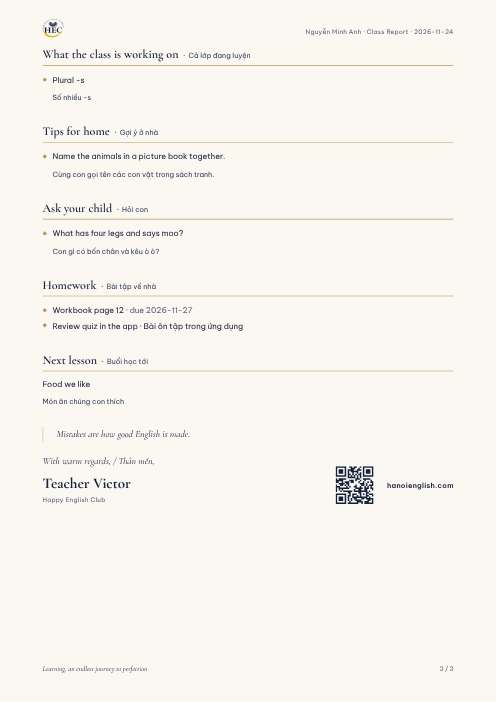 HEC
Nguyễn Minh Anh · Class Report · 2026-11-24
What the class is working on · Cả lớp đang luyện
Plural -s
Số nhiều -s
Tips for home · Gợi ý ở nhà
Name the animals in a picture book together.
Cùng con gọi tên các con vật trong sách tranh.
Ask your child · Hỏi con
What has four legs and says moo?
Con gì có bốn chân và kêu ò ò?
Homework · Bài tập về nhà
Workbook page 12 · due 2026-11-27
Review quiz in the app · Bài ôn tập trong ứng dụng
Next lesson · Buổi học tới
Food we like
Món ăn chúng con thích
Mistakes are how good English is made.
With warm regards, / Thân mến,
Teacher Victor
Happy English Club
hanoienglish.com
Learning, an endless journey to perfection
3 / 3